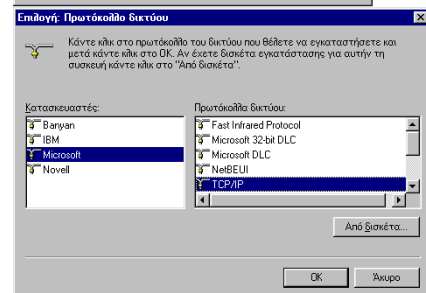 Επιλογή: Πρωτόκολλο δικτύου
Κάντε κλικ στο πρωτόκολλο του δικτύου που θέλετε να εγκαταστήσετε και
μετά κάντε κλικ στο OK. Αν έχετε δισκέτα εγκατάστασης για αυτήν τη
συσκευή κάντε κλικ στο "Από δισκέτα".
Κατασκευαστές:
Banyan
IBM
Microsoft
Novell
Πρωτόκολλα δικτύου:
Fast Infrared Protocol
Microsoft 32-bit DLC
Microsoft DLC
NetBEUI
TCP/IP
Από δισκέτα...
OK
Άκυρο